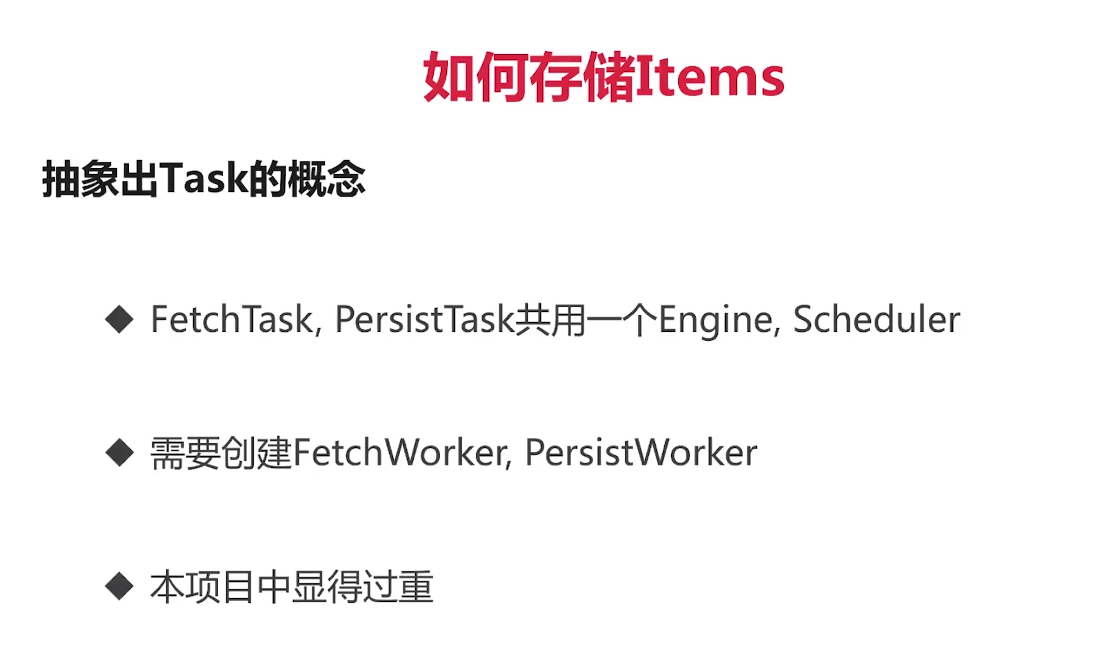 如何存储Items
抽象出Task的概念
◆ FetchTask, PersistTask共用一个Engine, Scheduler
◆ 需要创建FetchWorker, PersistWorker
◆ 本项目中显得过重